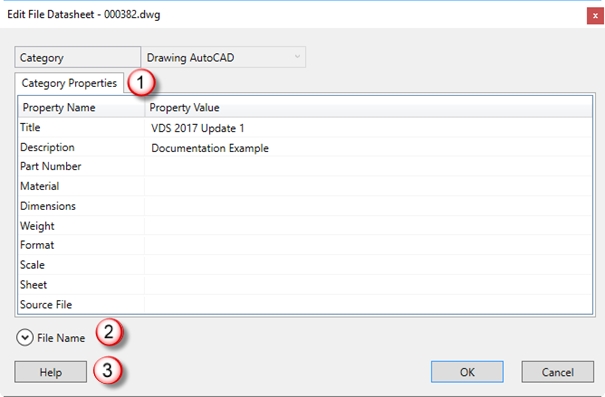 Edit File Datasheet - 000382.dwg
x
Category Drawing AutoCAD
Category Properties 1
Property Name Property Value
Title VDS 2017 Update 1
Description Documentation Example
Part Number
Material
Dimensions
Weight
Format
Scale
Sheet
Source File
File Name 2
Help 3 OK Cancel